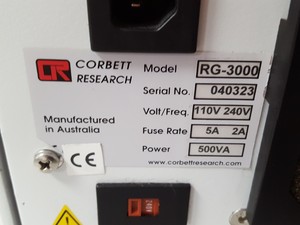 CR CORBETT RESEARCH
Model RG-3000
Serial No. 040323
Volt/Freq. 110V 240V
Manufactured in Australia
Fuse Rate 5A 2A
Power 500VA
CE
www.corbettresearch.com